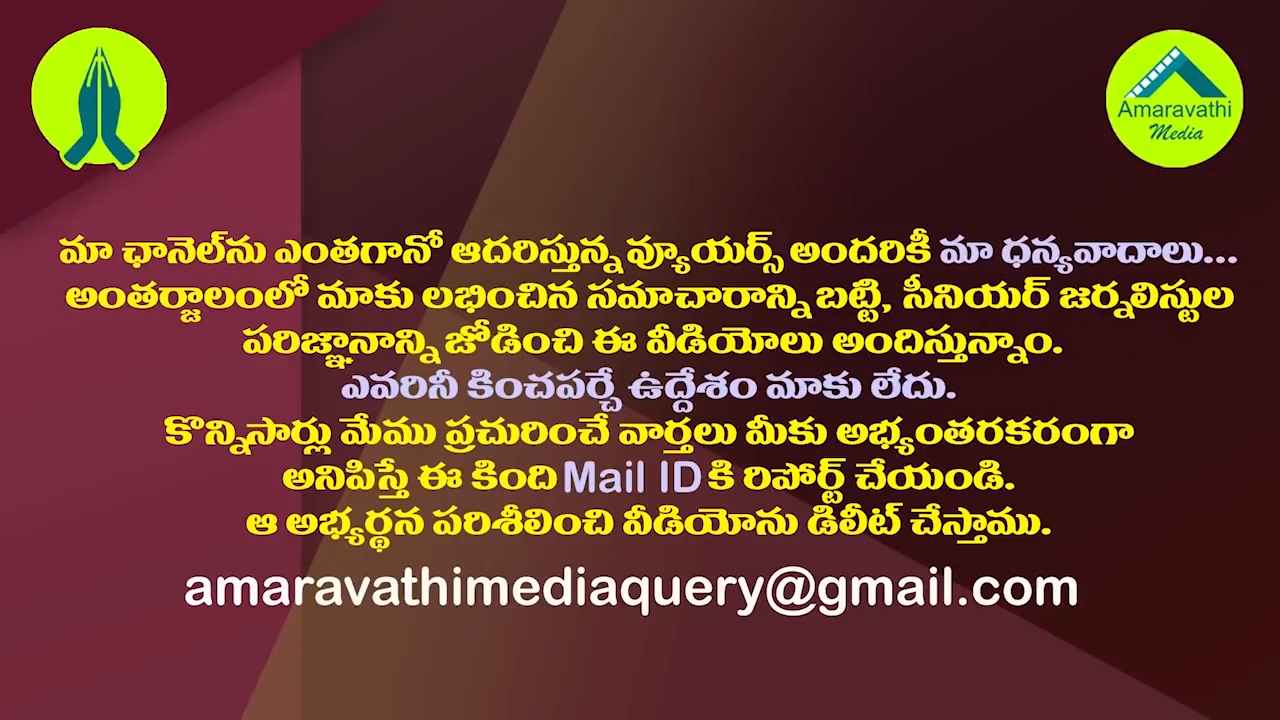 Amaravathi
Media
మా ఛానెల్‌ను ఎంతగానో ఆదరిస్తున్న వ్యూయర్స్ అందరికీ మా ధన్యవాదాలు...
అంతర్జాలంలో మాకు లభించిన సమాచారాన్ని బట్టి, సీనియర్ జర్నలిస్టుల
పరిజ్ఞానాన్ని జోడించి ఈ వీడియోలు అందిస్తున్నాం.
ఎవరినీ కించపర్చే ఉద్దేశం మాకు లేదు.
కొన్నిసార్లు మేము ప్రచురించే వార్తలు మీకు అభ్యంతరకరంగా
అనిపిస్తే ఈ కింది Mail ID కి రిపోర్ట్ చేయండి.
ఆ అభ్యర్థన పరిశీలించి వీడియోను డిలీట్ చేస్తాము.
amaravathimediaquery@gmail.com